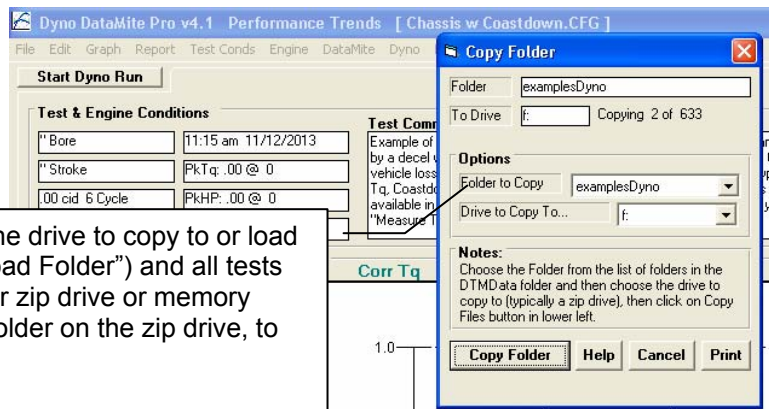 Dyno DataMite Pro v4.1 Performance Trends [ Chassis w Coastdown.CFG ]
File Edit Graph Report Test Conds Engine DataMite Dyno
Start Dyno Run
Test & Engine Conditions
" Bore
11:15 am 11/12/2013
" Stroke
PkTq: .00 @ 0
.00 cid 6 Cycle
PkHP: .00 @ 0
Test Comm
Example of
by a decel
vehicle loss
Tq, Coastdo
available in
"Measure T
Corr Tq
1.0
he drive to copy to or load
oad Folder") and all tests
r zip drive or memory
older on the zip drive, to
Copy Folder
Folder
examplesDyno
To Drive
f:
Copying 2 of 633
Options
Folder to Copy
examplesDyno
Drive to Copy To...
f:
Notes:
Choose the Folder from the list of folders in the
DTMData folder and then choose the drive to
copy to (typically a zip drive), then click on Copy
Files button in lower left.
Copy Folder
Help
Cancel
Print